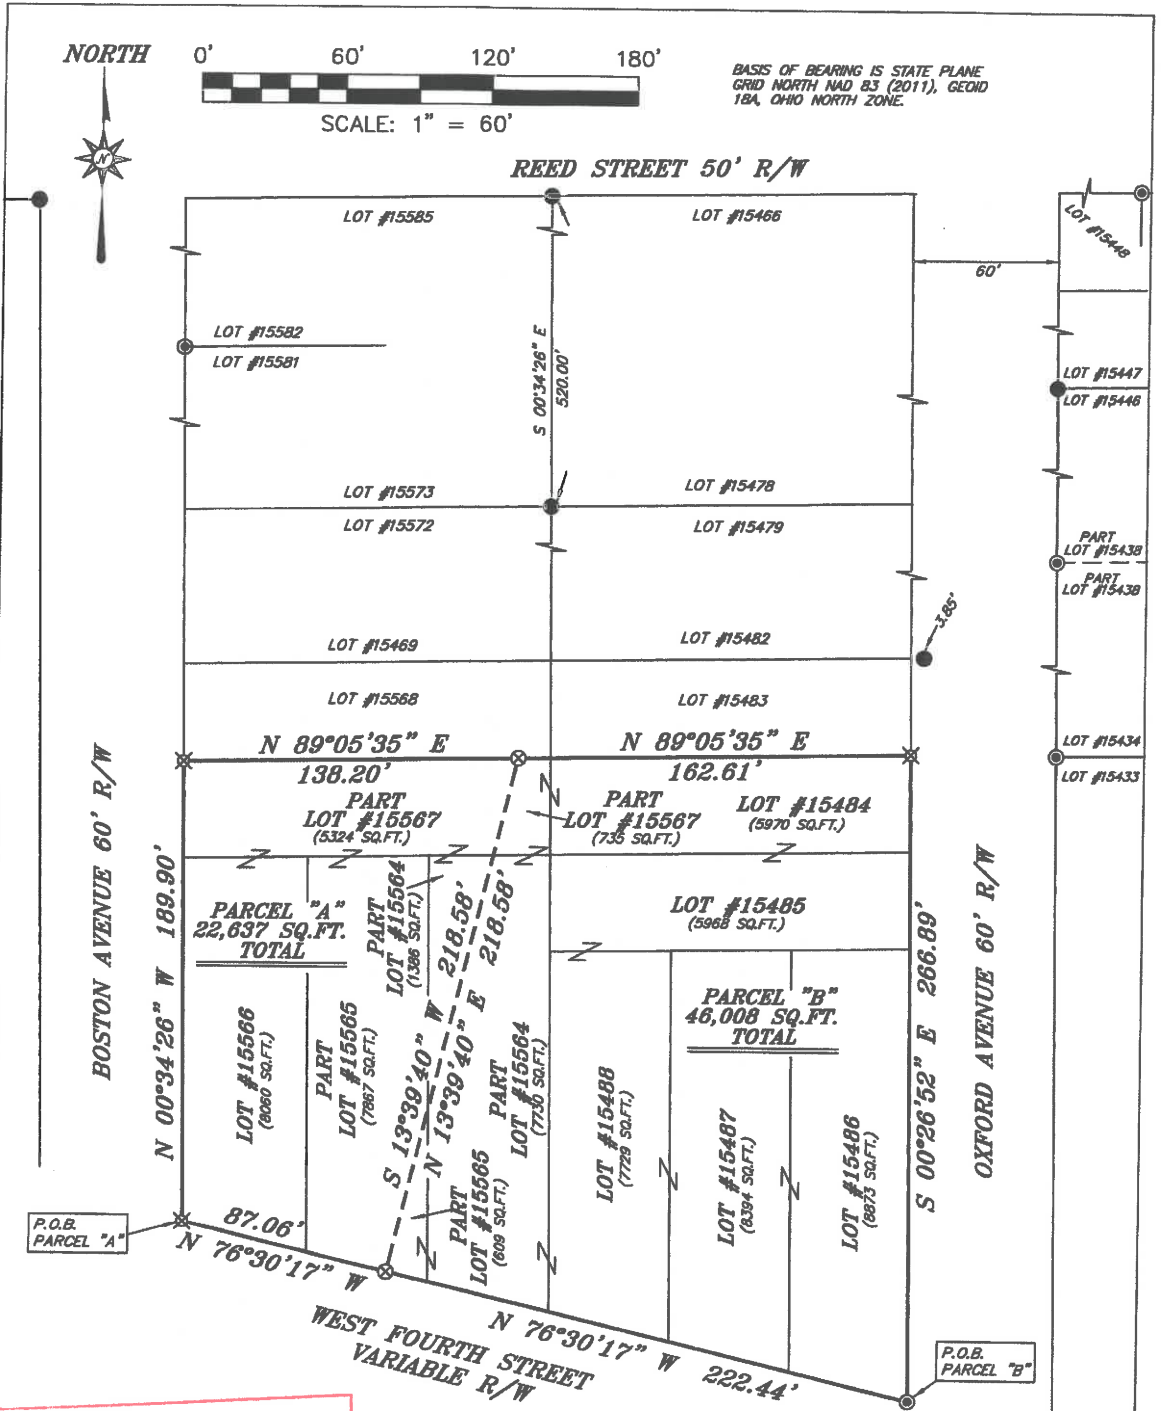 NORTH
0' 60' 120' 180'
SCALE: 1" = 60'
BASIS OF BEARING IS STATE PLANE
GRID NORTH NAD 83 (2011), GEOID
18A, OHIO NORTH ZONE.
N
REED STREET 50' R/W
LOT #15585
LOT #15466
LOT #15448
60'
LOT #15582
LOT #15581
S 00°34'26" E
520.00'
LOT #15447
LOT #15446
LOT #15573
LOT #15478
LOT #15572
LOT #15479
PART
LOT #15438
PART
LOT #15438
3.85'
LOT #15469
LOT #15482
LOT #15568
LOT #15483
N 89°05'35" E
138.20'
N 89°05'35" E
162.61'
LOT #15434
LOT #15433
BOSTON AVENUE 60' R/W
N 00°34'26" W 189.90'
PART
LOT #15567
(5324 SQ.FT.)
PART
LOT #15567
(735 SQ.FT.)
LOT #15484
(5970 SQ.FT.)
PARCEL "A"
22,637 SQ.FT.
TOTAL
PART
LOT #15564
(1386 SQ.FT.)
S 13°39'40" W 218.58'
N 13°39'40" E 218.58'
LOT #15485
(5968 SQ.FT.)
PARCEL "B"
46,008 SQ.FT.
TOTAL
LOT #15566
(8060 SQ.FT.)
PART
LOT #15565
(7867 SQ.FT.)
PART
LOT #15565
(609 SQ.FT.)
PART
LOT #15564
(7730 SQ.FT.)
LOT #15488
(7729 SQ.FT.)
LOT #15487
(8394 SQ.FT.)
LOT #15486
(8873 SQ.FT.)
S 00°26'52" E 266.89'
OXFORD AVENUE 60' R/W
P.O.B.
PARCEL "A"
87.06'
N 76°30'17" W
WEST FOURTH STREET
VARIABLE R/W
N 76°30'17" W 222.44'
P.O.B.
PARCEL "B"